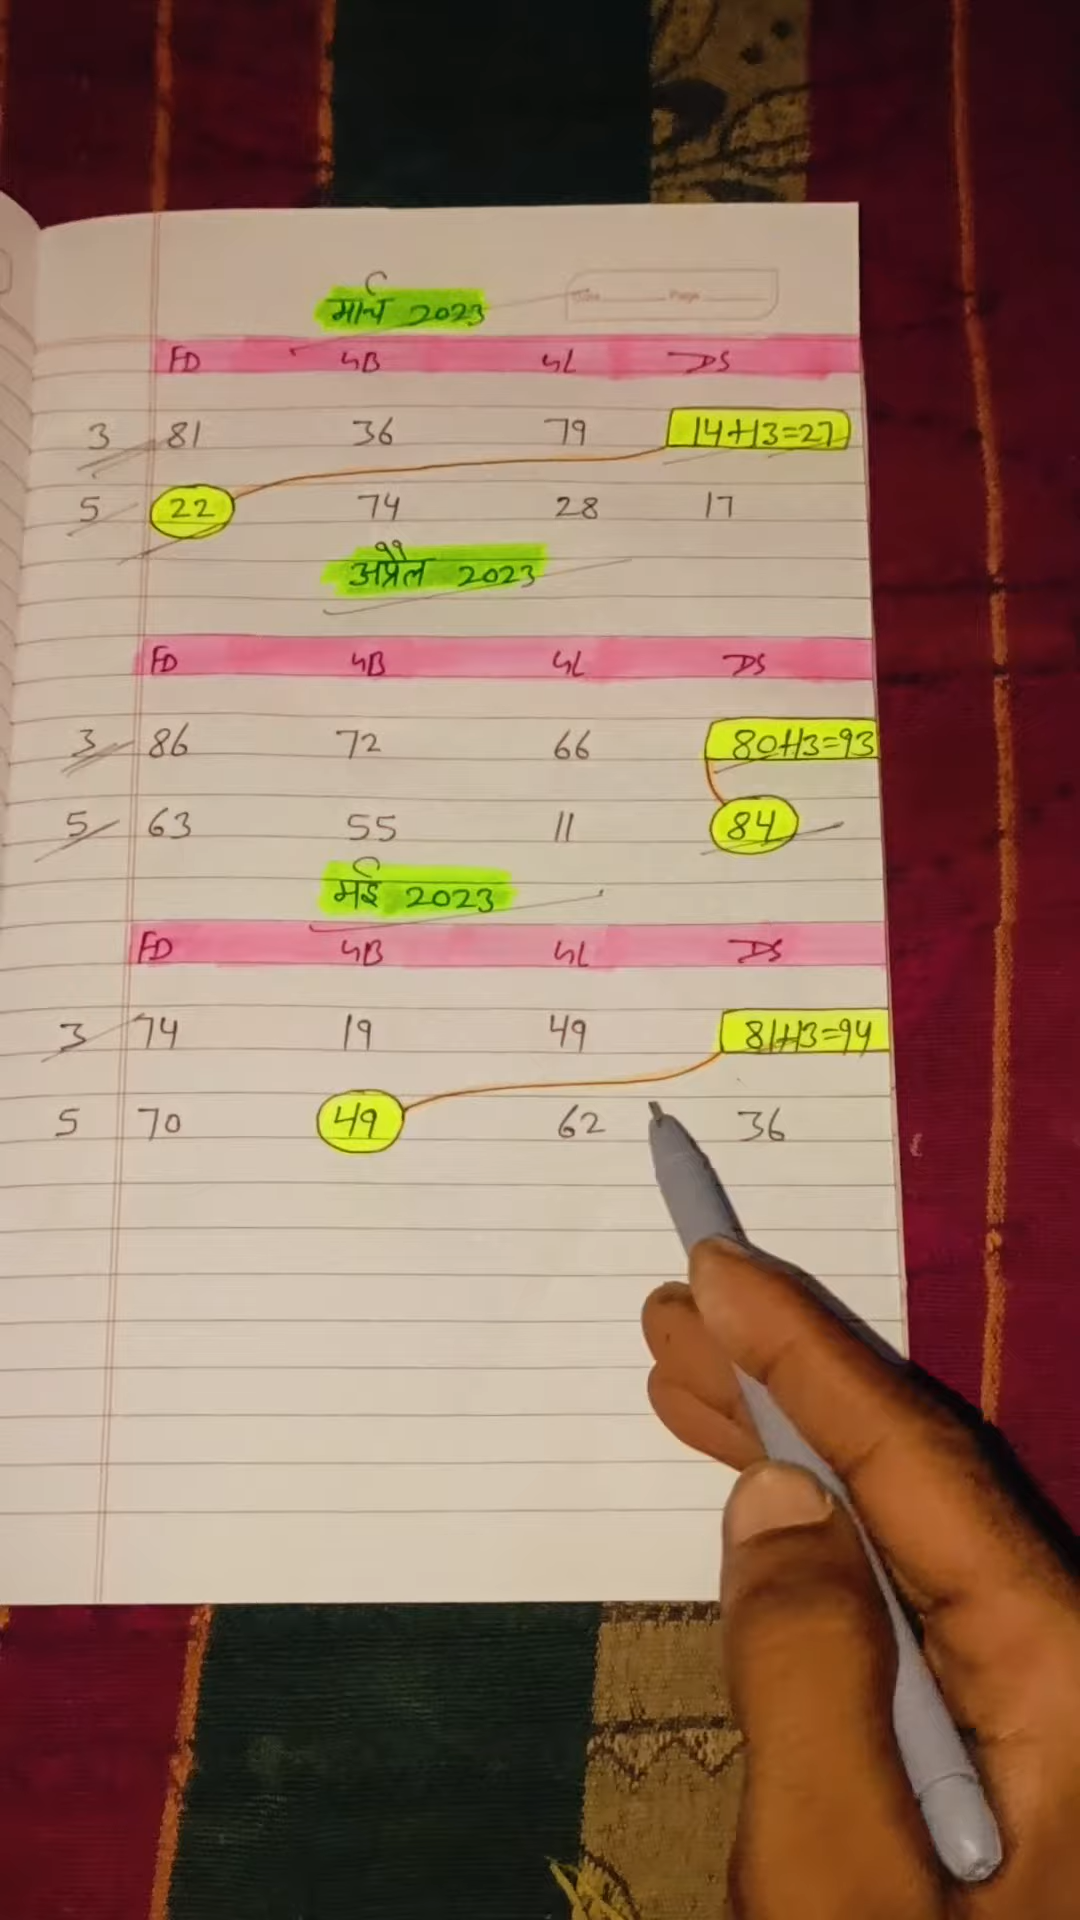 मार्च 2023
Date Page
FD GB GL DS
3 81 36 79 14+13=27
5 22 74 28 17
अप्रैल 2023
FD GB GL DS
3 86 72 66 80+13=93
5 63 55 11 84
मई 2023
FD GB GL DS
3 74 19 49 81+13=94
5 70 49 62 36